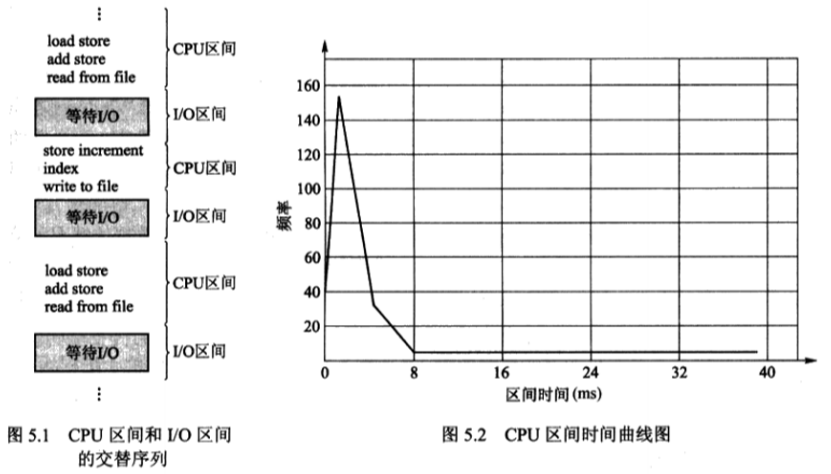 ⋮
load store
add store
read from file
CPU区间
等待I/O
I/O区间
store increment
index
write to file
CPU区间
等待I/O
I/O区间
load store
add store
read from file
CPU区间
等待I/O
I/O区间
⋮
图 5.1 CPU 区间和 I/O 区间
的交替序列
频率
160
140
120
100
80
60
40
20
0 8 16 24 32 40
区间时间(ms)
图 5.2 CPU 区间时间曲线图